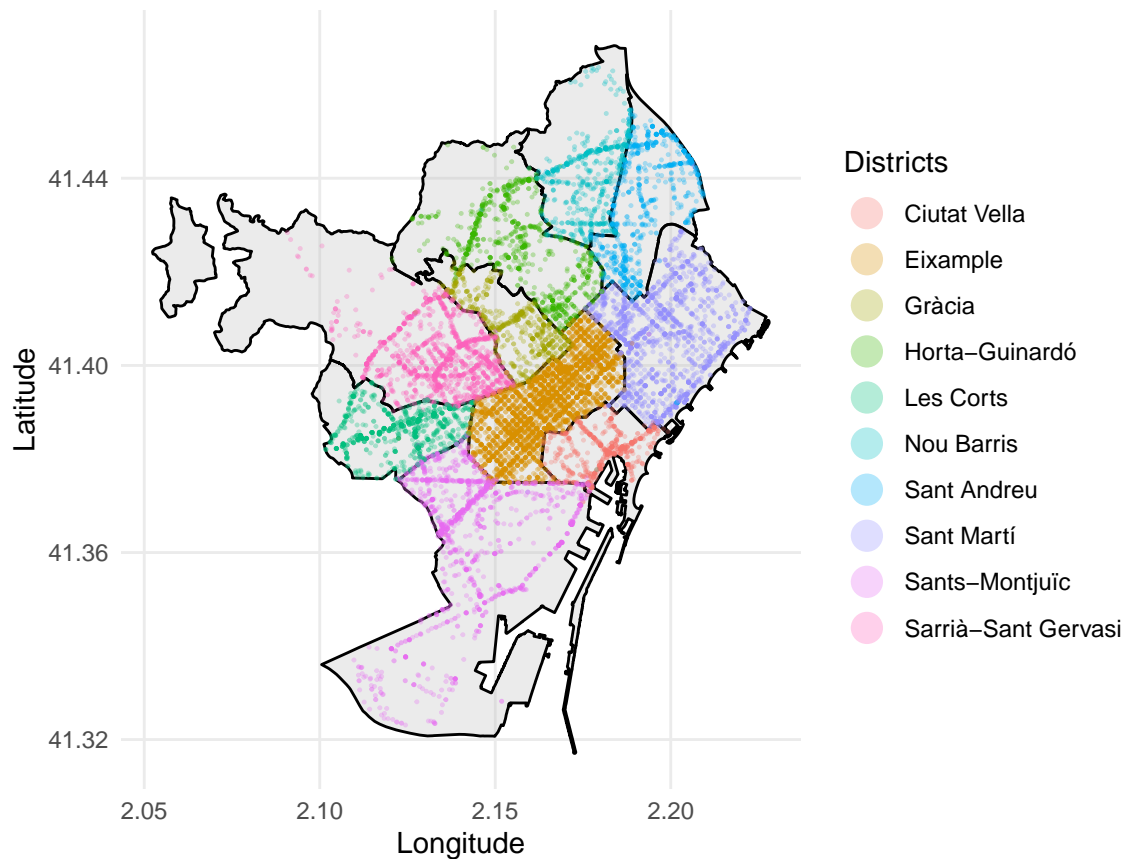 Districts
Ciutat Vella
Eixample
Gràcia
Horta−Guinardó
Les Corts
Nou Barris
Sant Andreu
Sant Martí
Sants−Montjuïc
Sarrià−Sant Gervasi
41.44
41.40
41.36
41.32
Latitude
2.05 2.10 2.15 2.20
Longitude